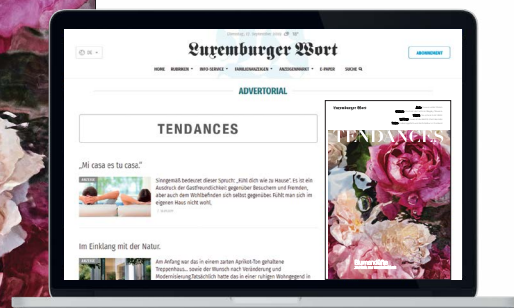 DE
Luxemburger Wort
ABONNEMENT
HOME RUBRIKEN INFO-SERVICE FAMILIENANZEIGEN ANZEIGENMARKT E-PAPER SUCHE
ADVERTORIAL
TENDANCES
„Mi casa es tu casa.“
ANZEIGE
Sinngemäß bedeutet dieser Spruch: „Fühl dich wie zu Hause“. Es ist ein
Ausdruck der Gastfreundlichkeit gegenüber Besuchern und Fremden,
aber auch dem Wohlbefinden sich selbst gegenüber. Fühlt man sich im
eigenen Haus nicht wohl,
Im Einklang mit der Natur.
ANZEIGE
Am Anfang war das in einem zarten Aprikot-Ton gehaltene
Treppenhaus... sowie der Wunsch nach Veränderung und
Modernisierung.Tatsächlich hatte das in einer ruhigen Wohngegend in
Luxemburger Wort
TENDANCES